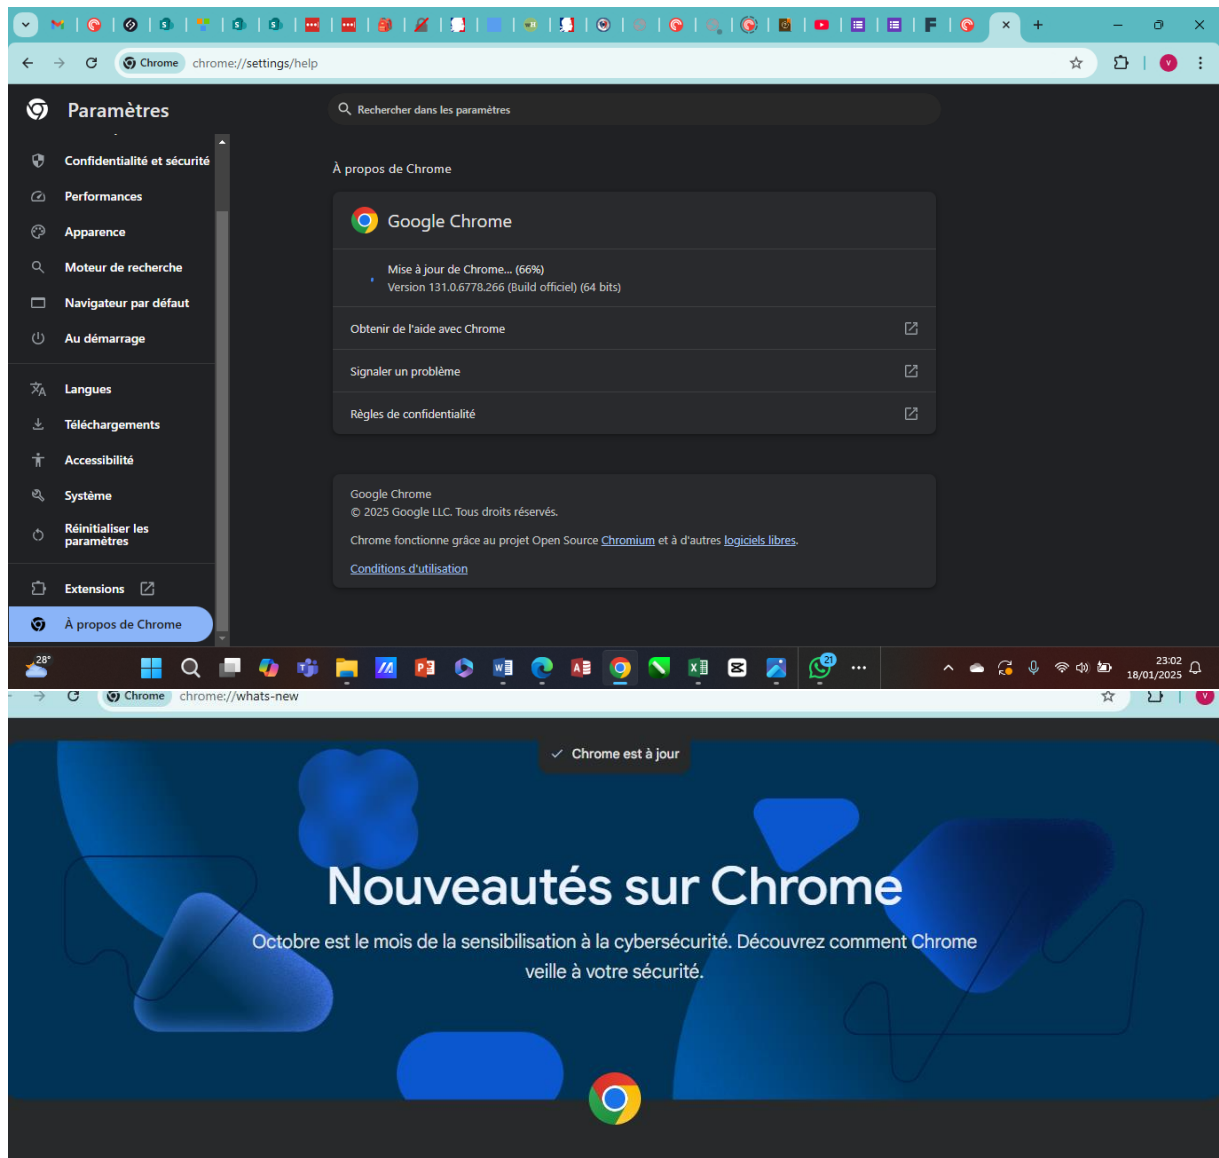 Chrome
chrome://settings/help
Paramètres
Rechercher dans les paramètres
Confidentialité et sécurité
Performances
Apparence
Moteur de recherche
Navigateur par défaut
Au démarrage
Langues
Téléchargements
Accessibilité
Système
Réinitialiser les
paramètres
Extensions
À propos de Chrome
À propos de Chrome
Google Chrome
Mise à jour de Chrome... (66%)
Version 131.0.6778.266 (Build officiel) (64 bits)
Obtenir de l'aide avec Chrome
Signaler un problème
Règles de confidentialité
Google Chrome
© 2025 Google LLC. Tous droits réservés.
Chrome fonctionne grâce au projet Open Source Chromium et à d'autres logiciels libres.
Conditions d'utilisation
28°
21
23:02
18/01/2025
Chrome
chrome://whats-new
Chrome est à jour
Nouveautés sur Chrome
Octobre est le mois de la sensibilisation à la cybersécurité. Découvrez comment Chrome
veille à votre sécurité.